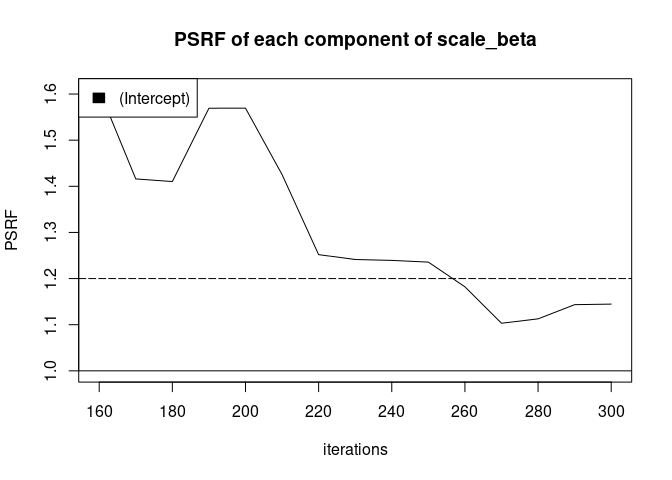 PSRF of each component of scale_beta
(Intercept)
PSRF
1.6
1.5
1.4
1.3
1.2
1.1
1.0
160 180 200 220 240 260 280 300
iterations